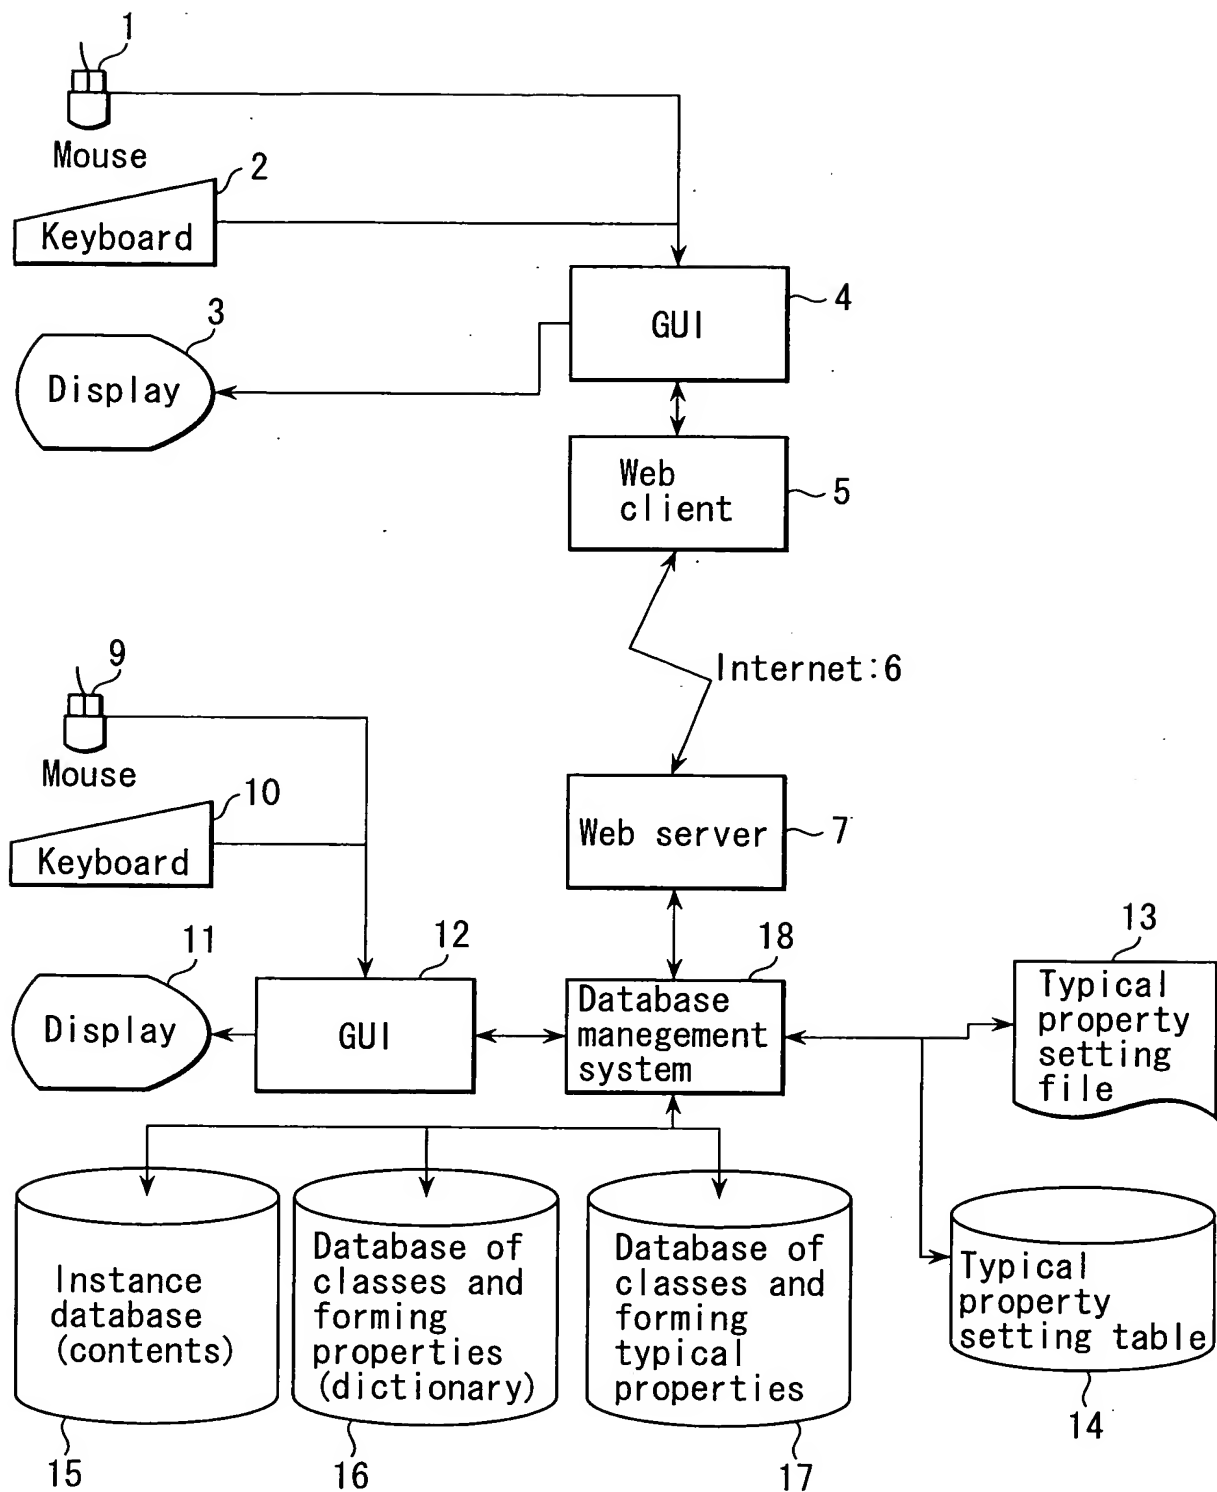 1
Mouse
2
Keyboard
3
Display
GUI
4
Web
client
5
Internet:6
9
Mouse
10
Keyboard
11
Display
12
GUI
Web server
7
18
Database
manegement
system
13
Typical
property
setting
file
Typical
property
setting table
14
Instance
database
(contents)
15
Database of
classes and
forming
properties
(dictionary)
16
Database of
classes and
forming
typical
properties
17